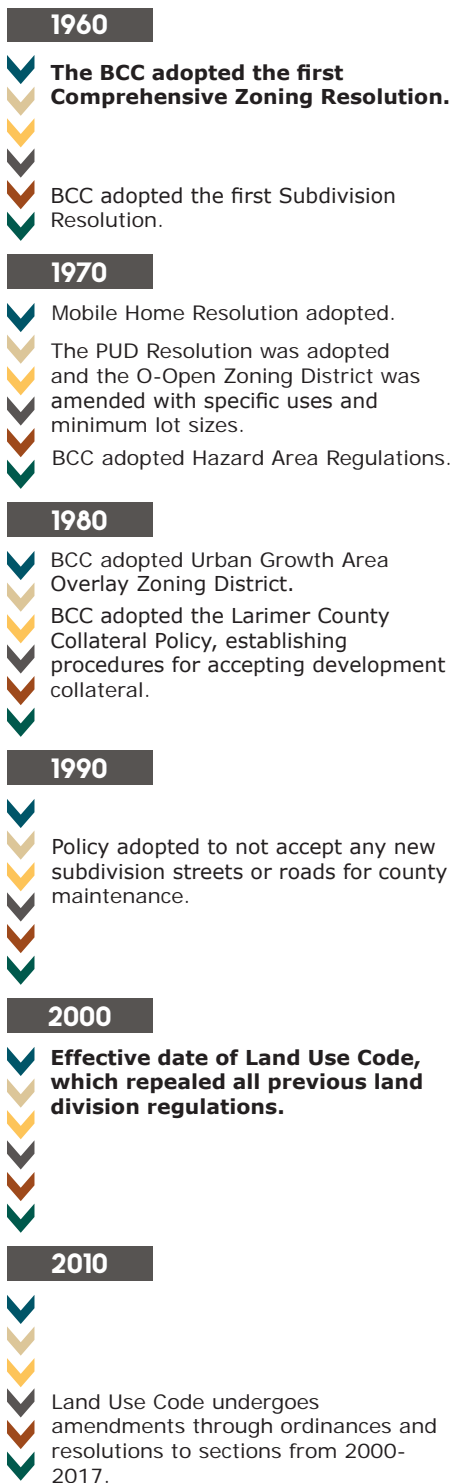 1960
The BCC adopted the first
Comprehensive Zoning Resolution.
BCC adopted the first Subdivision
Resolution.
1970
Mobile Home Resolution adopted.
The PUD Resolution was adopted
and the O-Open Zoning District was
amended with specific uses and
minimum lot sizes.
BCC adopted Hazard Area Regulations.
1980
BCC adopted Urban Growth Area
Overlay Zoning District.
BCC adopted the Larimer County
Collateral Policy, establishing
procedures for accepting development
collateral.
1990
Policy adopted to not accept any new
subdivision streets or roads for county
maintenance.
2000
Effective date of Land Use Code,
which repealed all previous land
division regulations.
2010
Land Use Code undergoes
amendments through ordinances and
resolutions to sections from 2000-
2017.